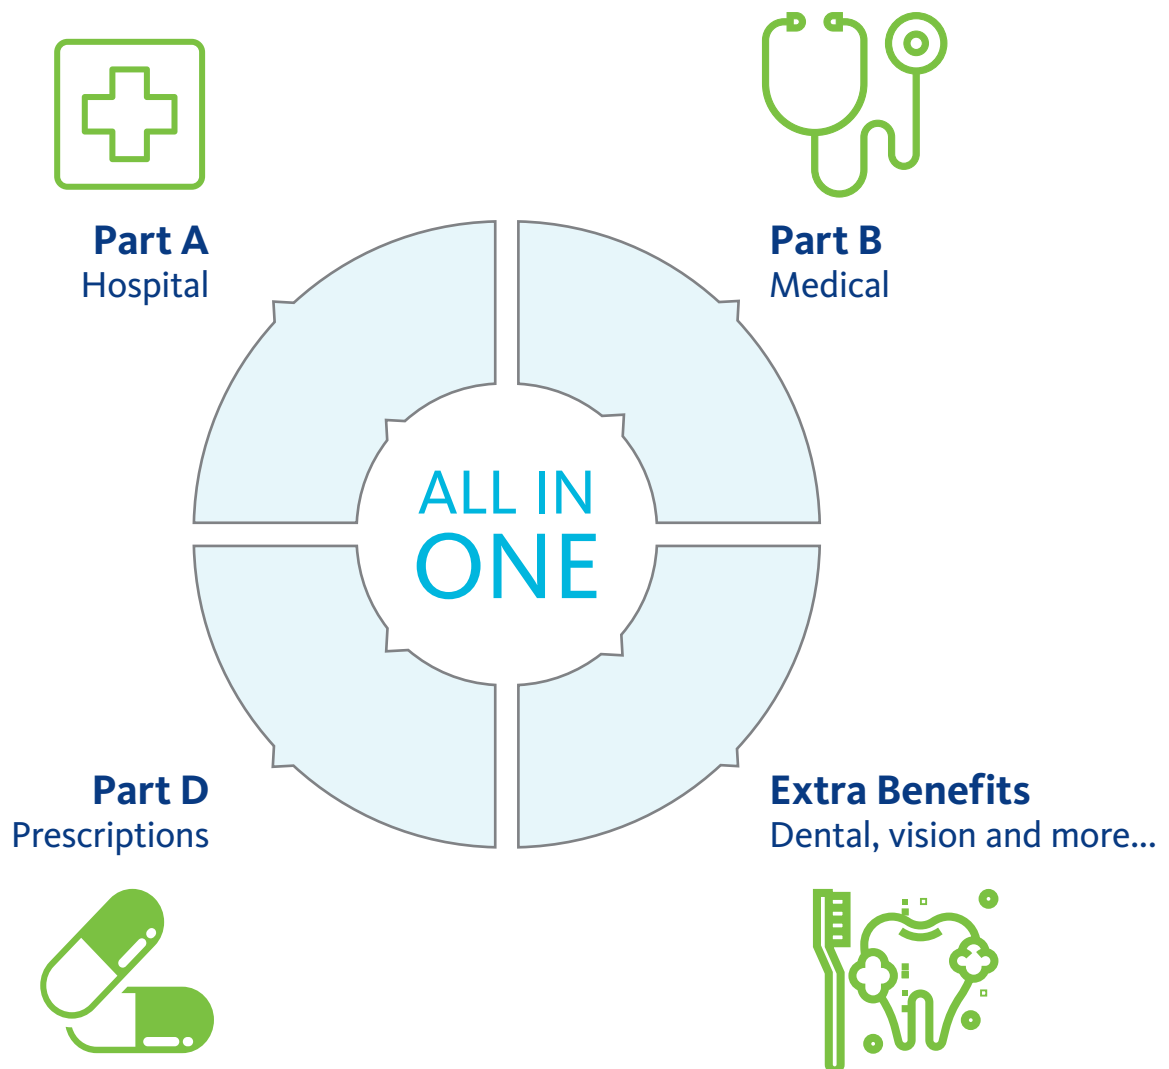 Part A
Hospital
Part B
Medical
ALL IN
ONE
Part D
Prescriptions
Extra Benefits
Dental, vision and more...